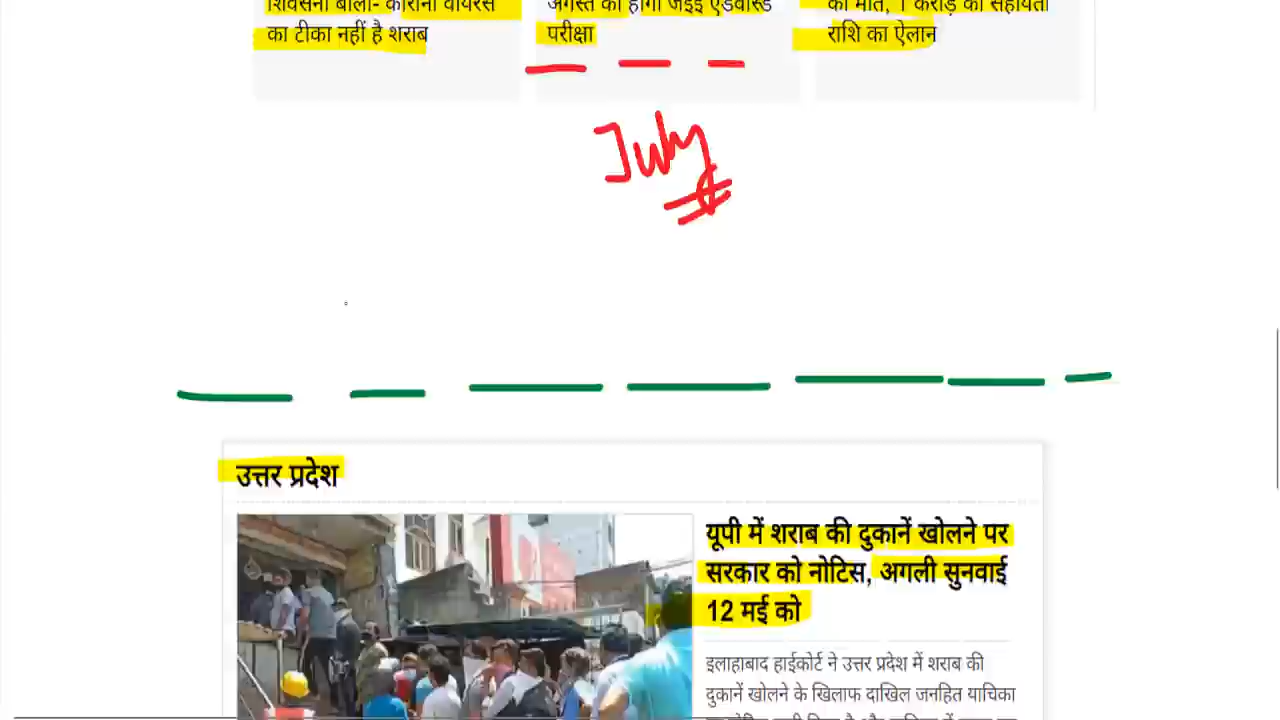 शिवसेना बोली- कोरोना वायरस
का टीका नहीं है शराब
अगस्त को होगी जेईई एडवांस्ड
परीक्षा
की मौत, 1 करोड़ की सहायता
राशि का ऐलान
July
उत्तर प्रदेश
यूपी में शराब की दुकानें खोलने पर
सरकार को नोटिस, अगली सुनवाई
12 मई को
इलाहाबाद हाईकोर्ट ने उत्तर प्रदेश में शराब की
दुकानें खोलने के खिलाफ दाखिल जनहित याचिका